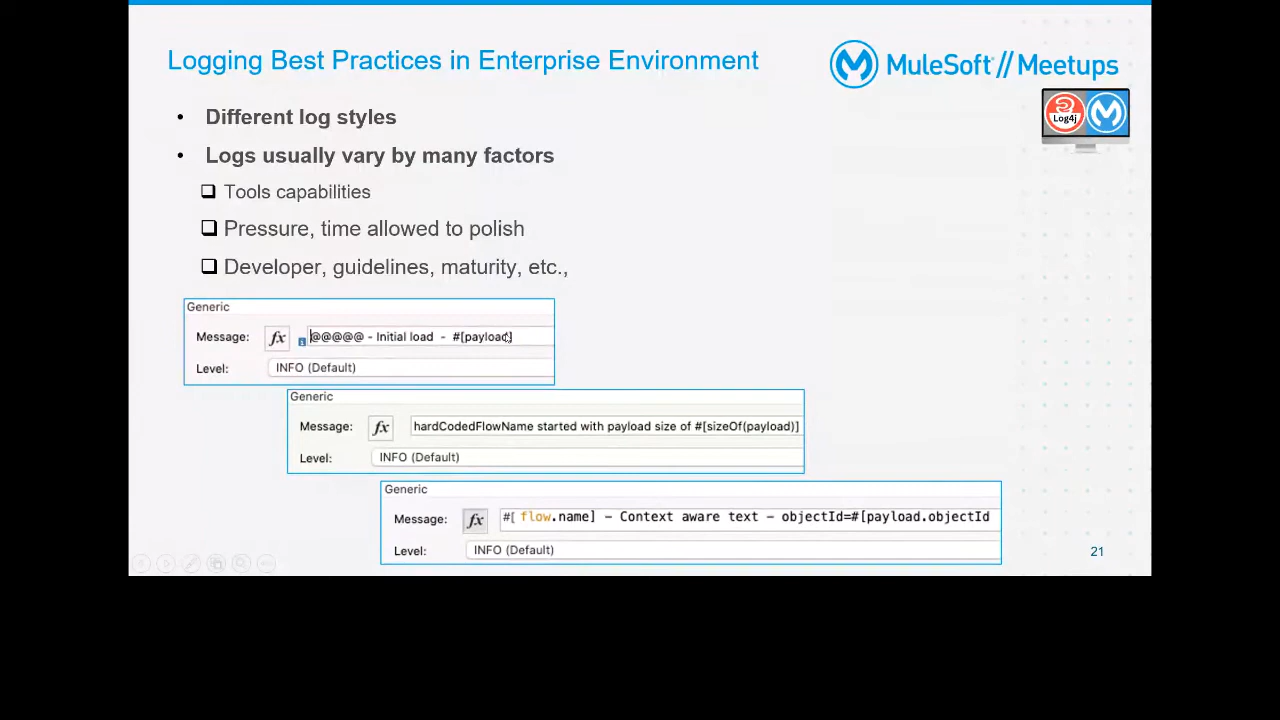 Logging Best Practices in Enterprise Environment
MuleSoft // Meetups
Log4j
• Different log styles
• Logs usually vary by many factors
Tools capabilities
Pressure, time allowed to polish
Developer, guidelines, maturity, etc.,
Generic
Message: fx @@@@@ - Initial load - #[payload]
Level: INFO (Default)
Generic
Message: fx hardCodedFlowName started with payload size of #[sizeOf(payload)]
Level: INFO (Default)
Generic
Message: fx #[ flow.name] - Context aware text - objectId=#[payload.objectId
Level: INFO (Default)
21